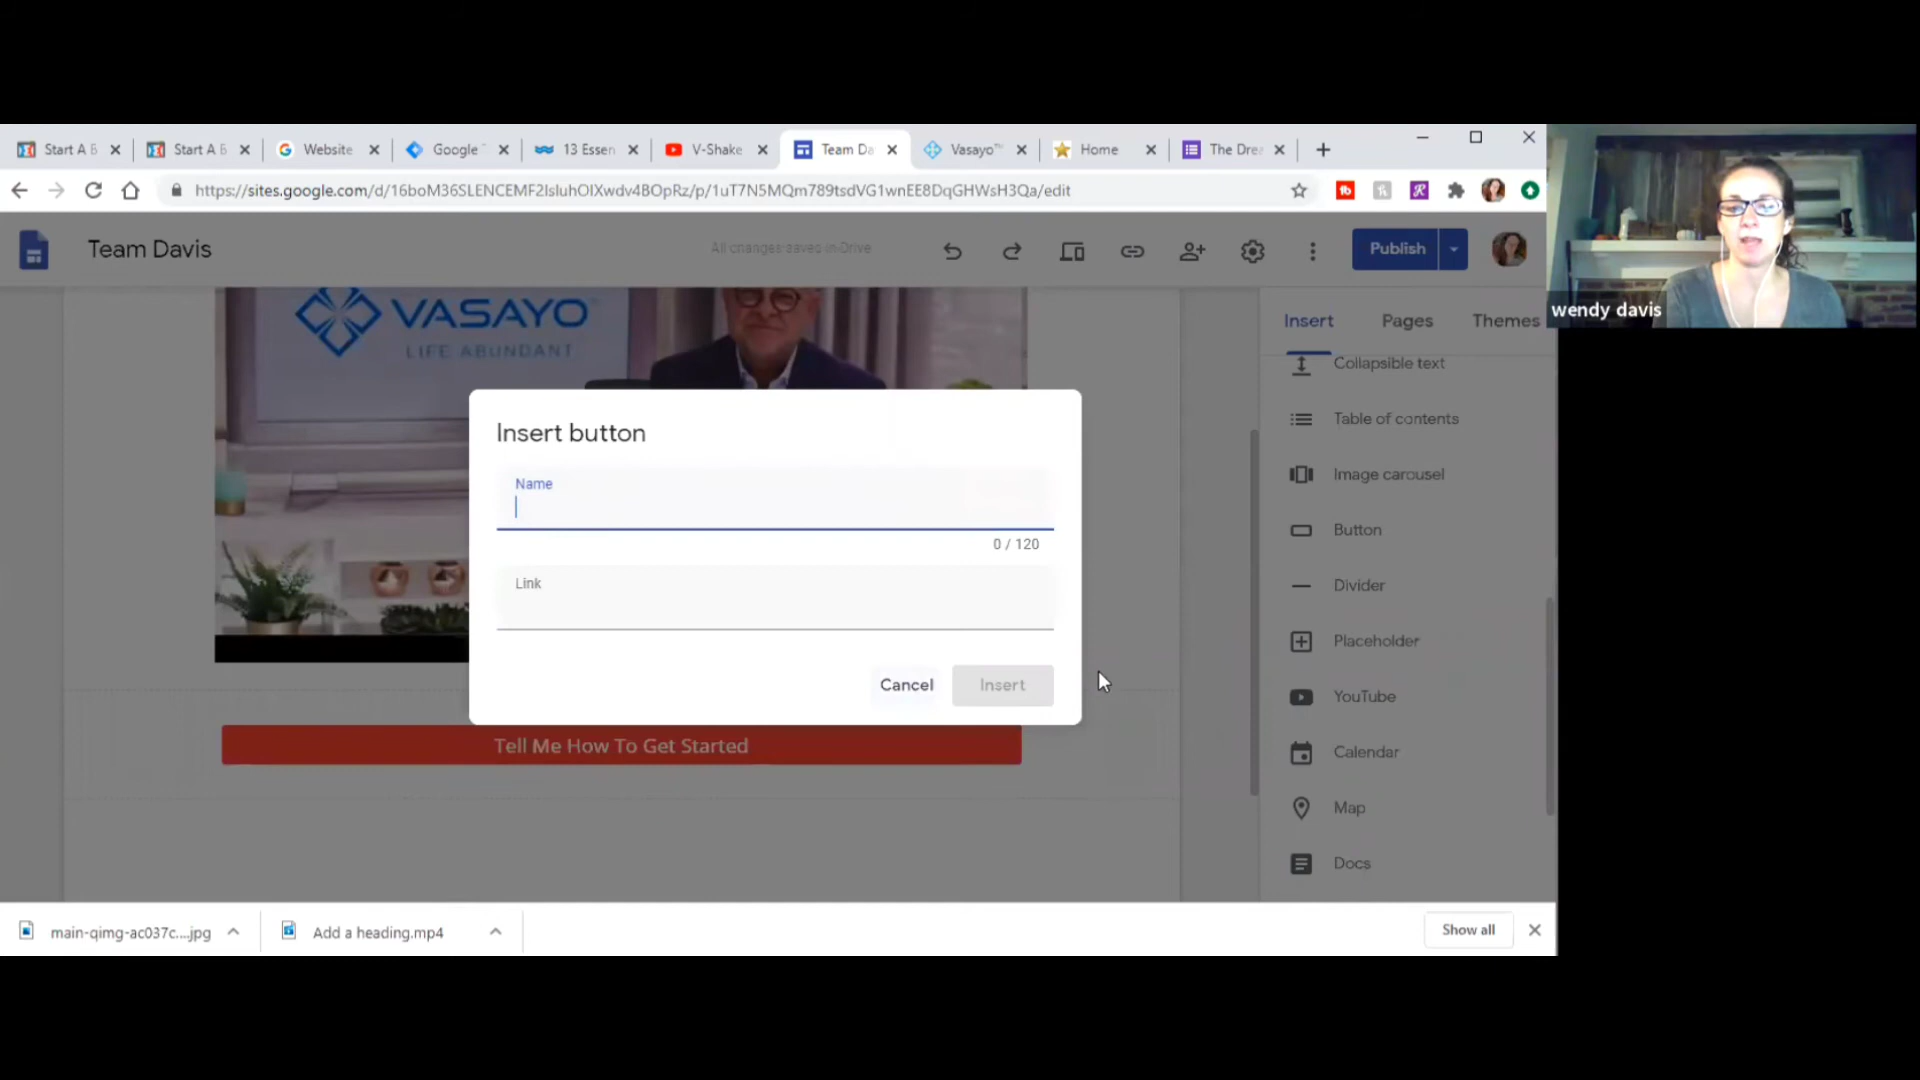 Start A B
Start A B
Website
Google
13 Essen
V-Shake
Team Da
Vasayo™
Home
The Drea
https://sites.google.com/d/16boM36SLENCEMF2IsluhOIXwdv4BOpRz/p/1uT7N5MQm789tsdVG1wnEE8DqGHWsH3Qa/edit
Team Davis
All changes saved in Drive
Publish
wendy davis
VASAYO
LIFE ABUNDANT
Insert
Pages
Themes
Collapsible text
Table of contents
Image carousel
Button
Divider
Placeholder
YouTube
Calendar
Map
Docs
Insert button
Name
0 / 120
Link
Cancel
Insert
Tell Me How To Get Started
main-qimg-ac037c....jpg
Add a heading.mp4
Show all